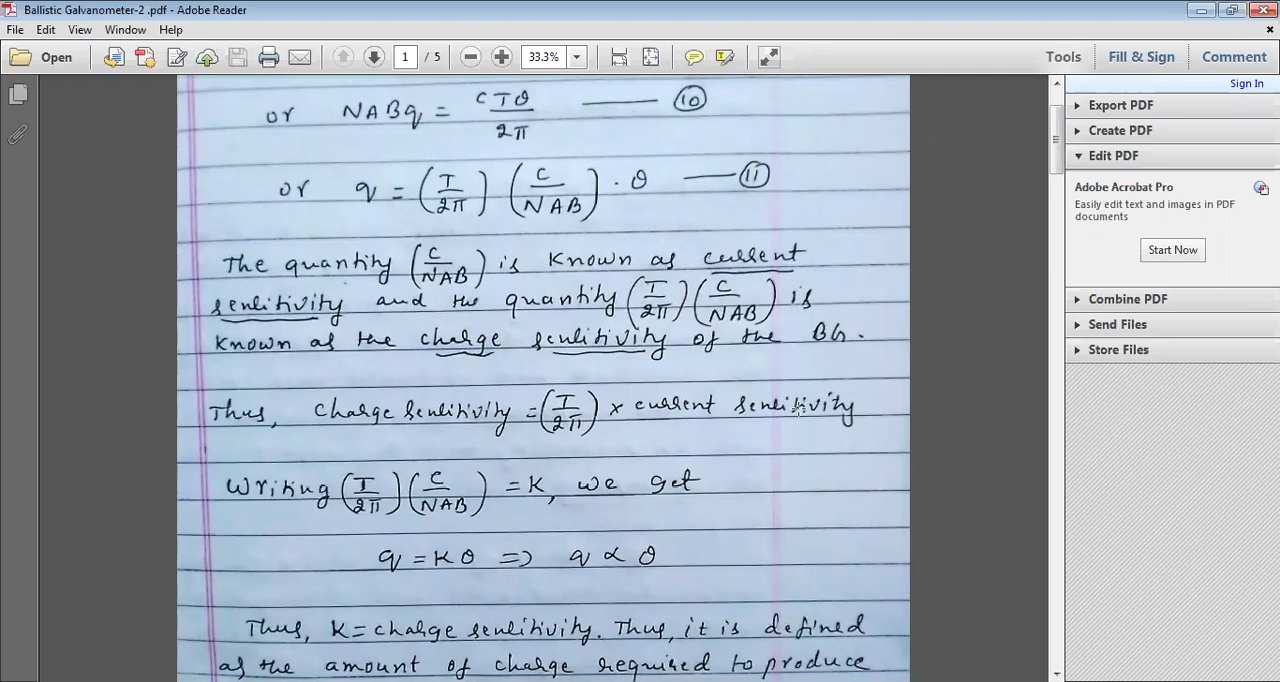 Ballistic Galvanometer-2 .pdf - Adobe Reader
File Edit View Window Help
Open 1 / 5 33.3% Tools Fill & Sign Comment
Sign In
Export PDF
Create PDF
Edit PDF
Adobe Acrobat Pro
Easily edit text and images in PDF
documents
Start Now
Combine PDF
Send Files
Store Files
or NABq = CTθ/2π —— (10)
or q = (T/2π) (C/NAB) . θ —— (11)
The quantity (C/NAB) is known as current
sensitivity and the quantity (T/2π) (C/NAB) is
known as the charge sensitivity of the BG.
Thus, Charge sensitivity = (T/2π) × current sensitivity
Writing (T/2π) (C/NAB) = K, we get
q = Kθ => q ∝ θ
Thus, K = charge sensitivity. Thus, it is defined
as the amount of charge required to produce